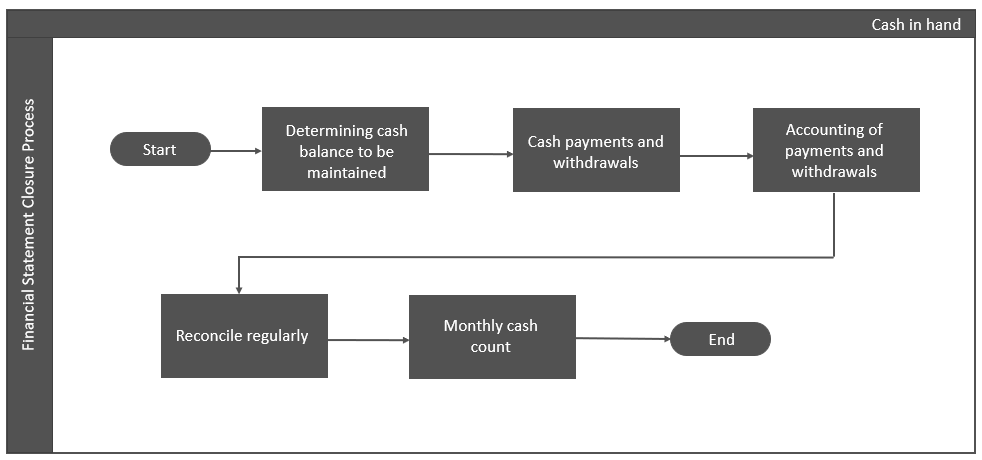 Cash in hand
Financial Statement Closure Process
Start
Determining cash
balance to be
maintained
Cash payments and
withdrawals
Accounting of
payments and
withdrawals
Reconcile regularly
Monthly cash
count
End